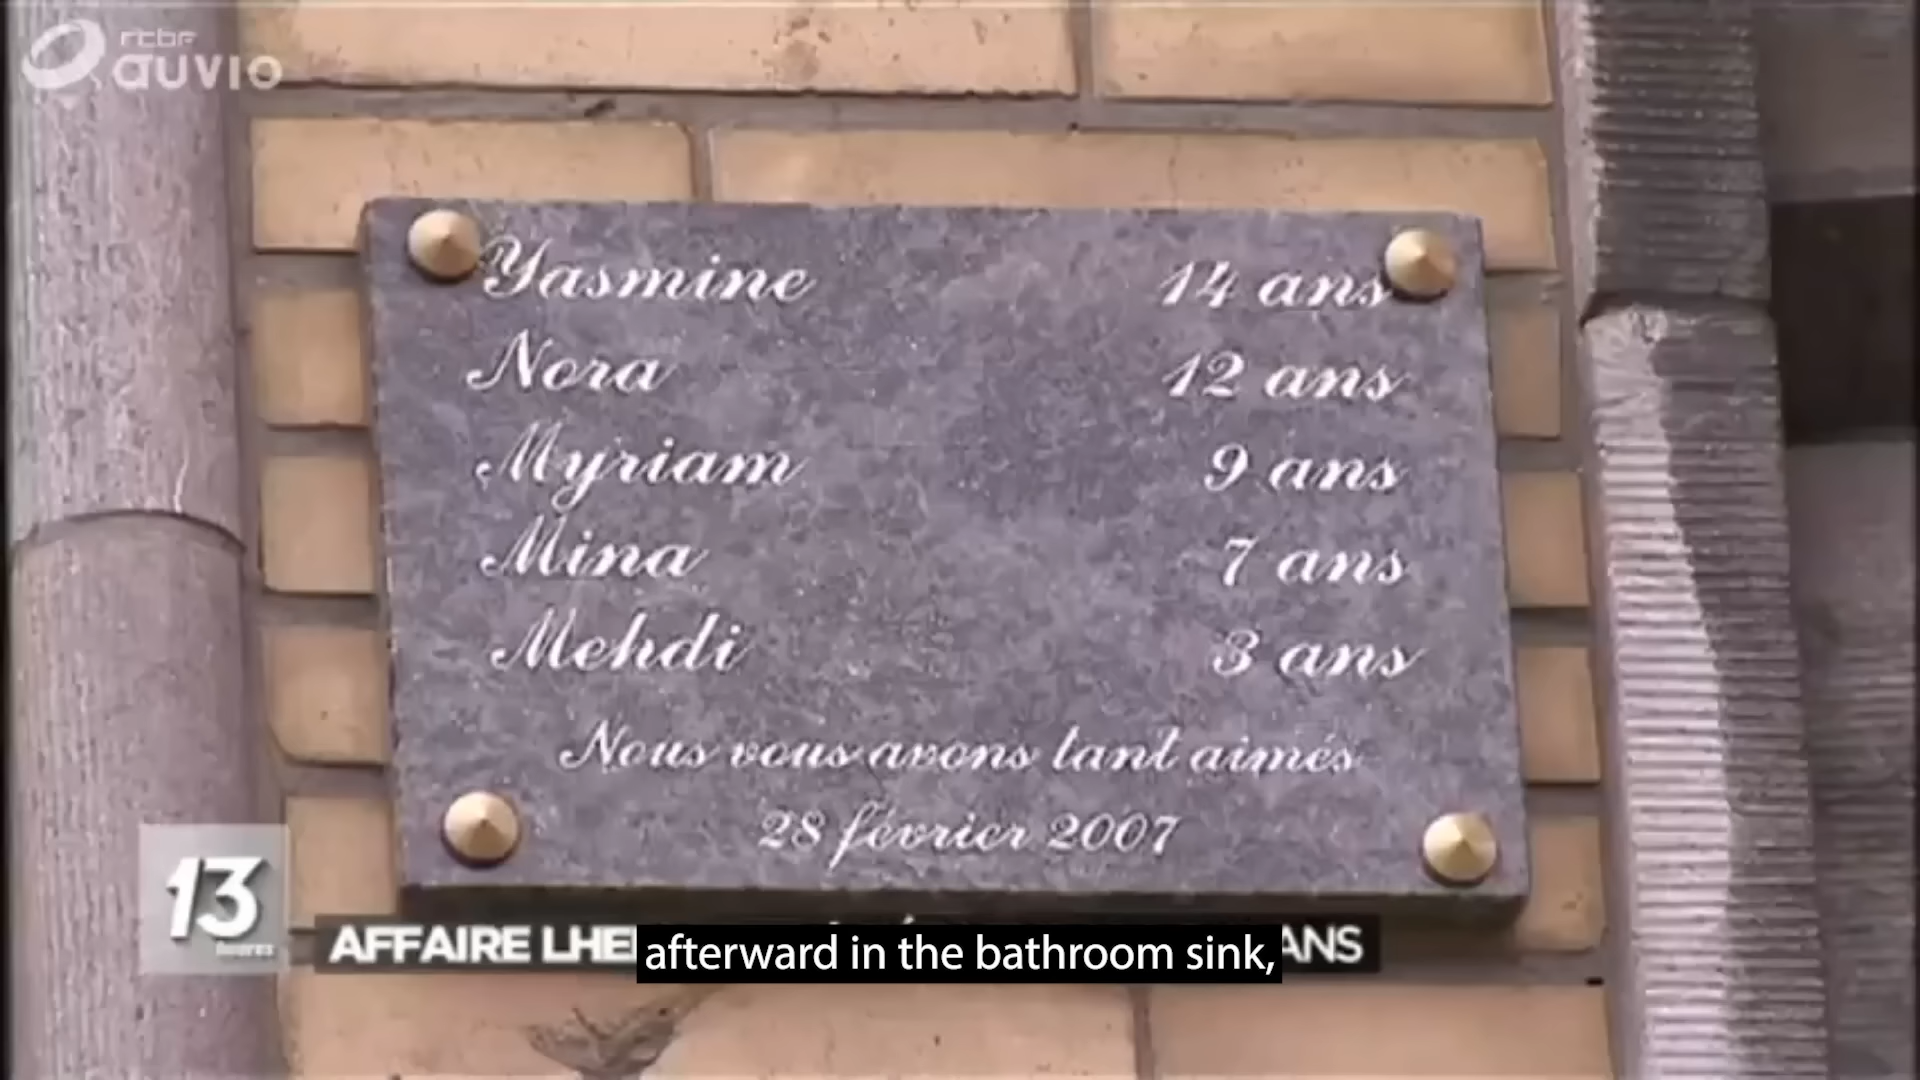 rtbf
auvio
Yasmine 14 ans
Nora 12 ans
Myriam 9 ans
Mina 7 ans
Mehdi 3 ans
Nous vous avons tant aimés
28 février 2007
13
heures
AFFAIRE LHE ANS
afterward in the bathroom sink,